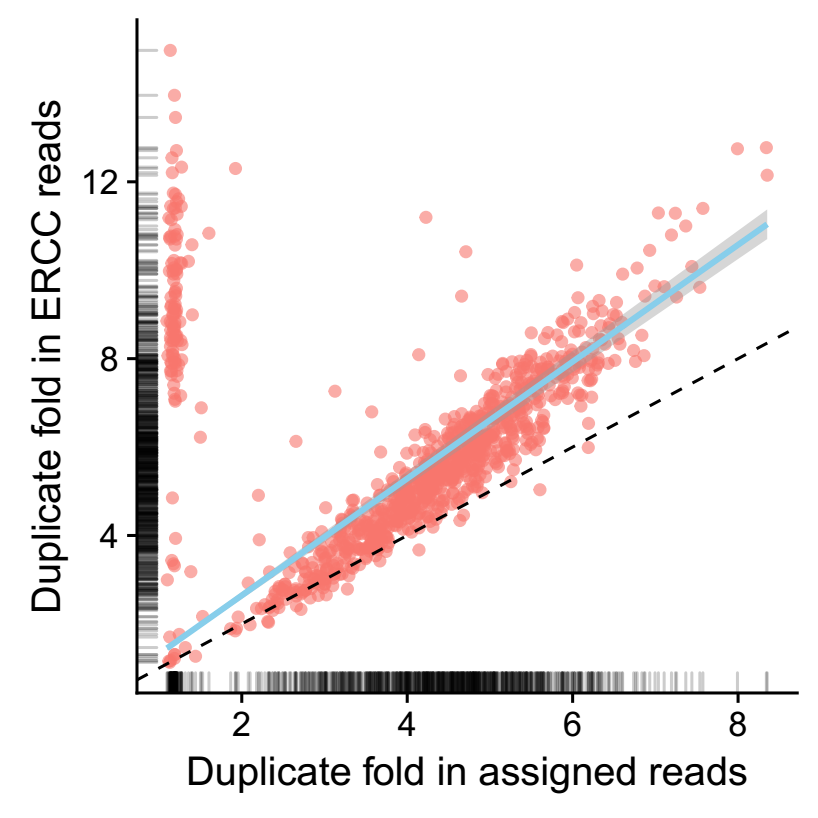 Duplicate fold in ERCC reads
12
8
4
2 4 6 8
Duplicate fold in assigned reads